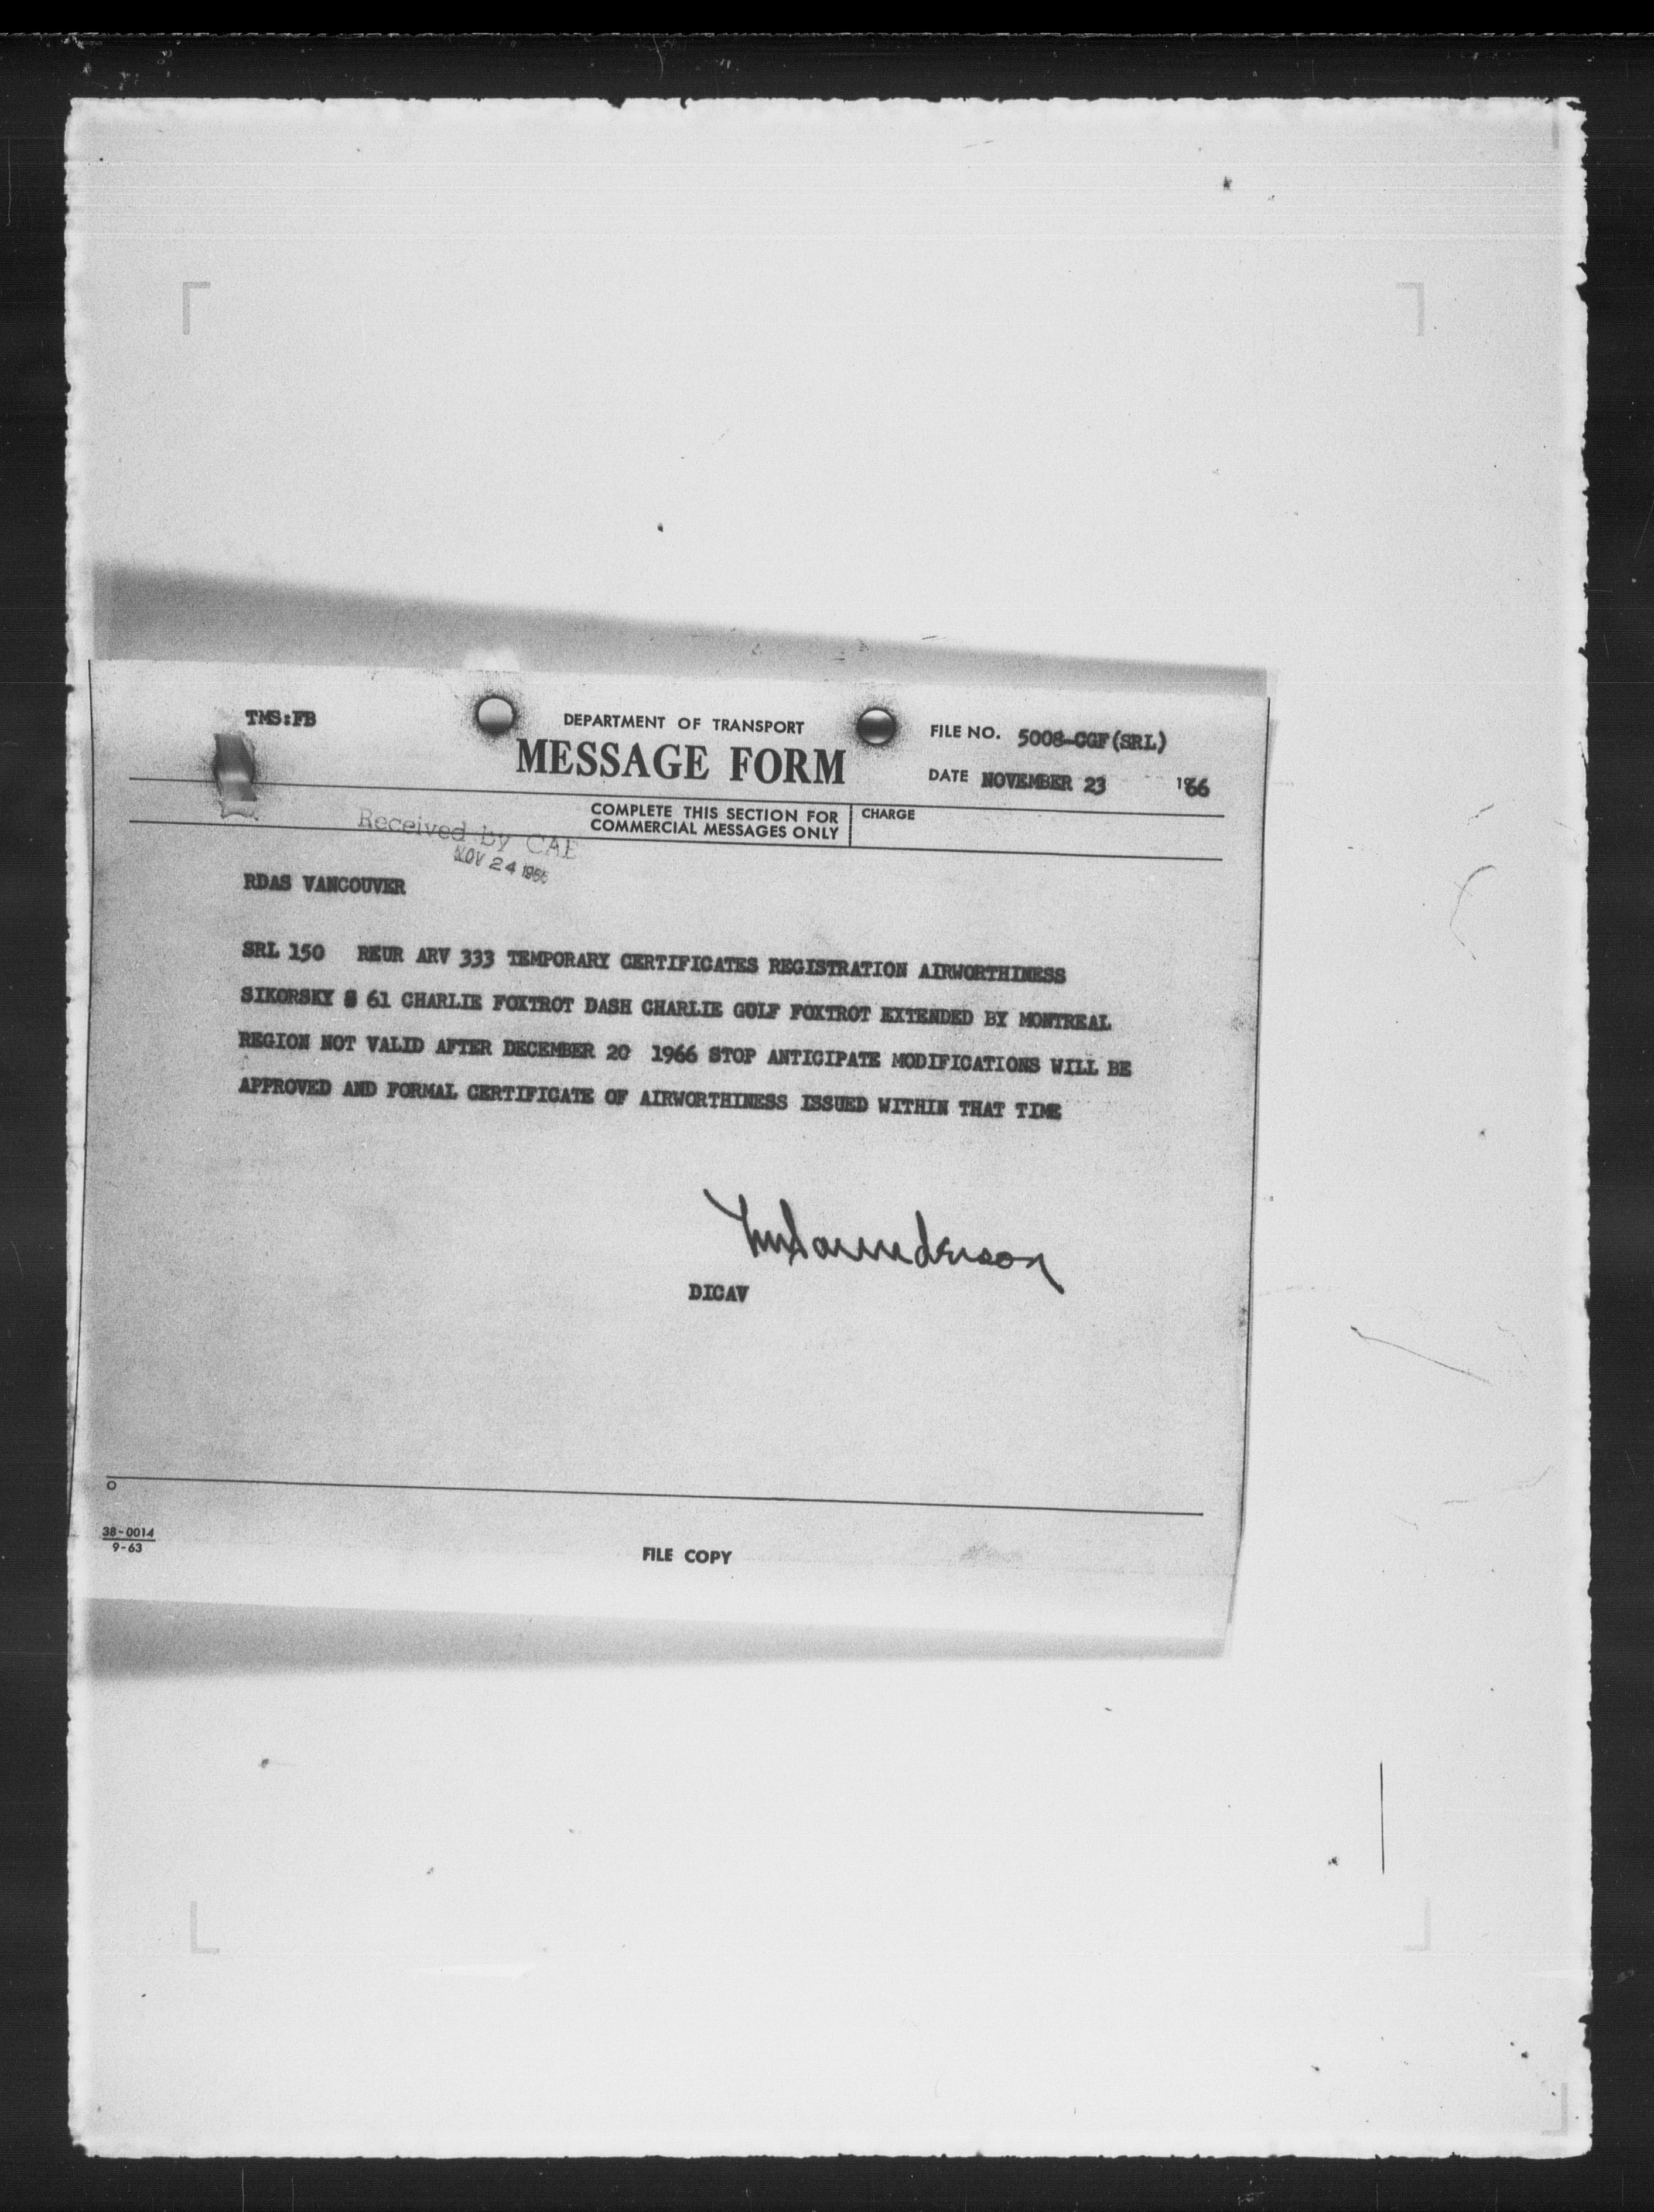 TMS:FB
DEPARTMENT OF TRANSPORT
MESSAGE FORM
FILE NO. 5008-CGF(SRL)
DATE NOVEMBER 23 1966
COMPLETE THIS SECTION FOR
COMMERCIAL MESSAGES ONLY
CHARGE
Received by CAE
NOV 24 1966
RDAS VANCOUVER
SRL 150 REUR ARV 333 TEMPORARY CERTIFICATES REGISTRATION AIRWORTHINESS
SIKORSKY S 61 CHARLIE FOXTROT DASH CHARLIE GOLF FOXTROT EXTENDED BY MONTREAL
REGION NOT VALID AFTER DECEMBER 20 1966 STOP ANTICIPATE MODIFICATIONS WILL BE
APPROVED AND FORMAL CERTIFICATE OF AIRWORTHINESS ISSUED WITHIN THAT TIME
DICAV
38-0014
9-63
FILE COPY